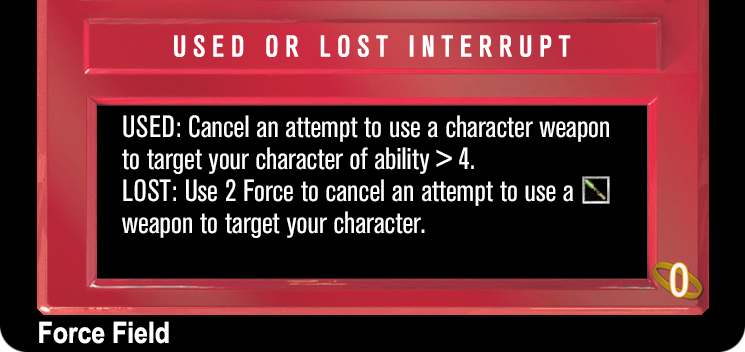 USED OR LOST INTERRUPT
USED: Cancel an attempt to use a character weapon
to target your character of ability > 4.
LOST: Use 2 Force to cancel an attempt to use a
weapon to target your character.
0
Force Field